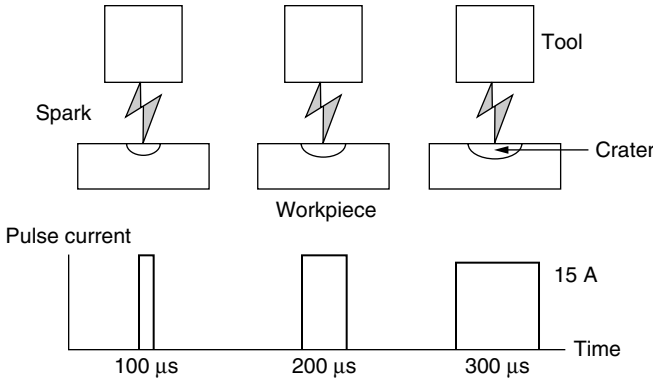 Tool
Spark
Crater
Workpiece
Pulse current
15 A
Time
100 μs
200 μs
300 μs